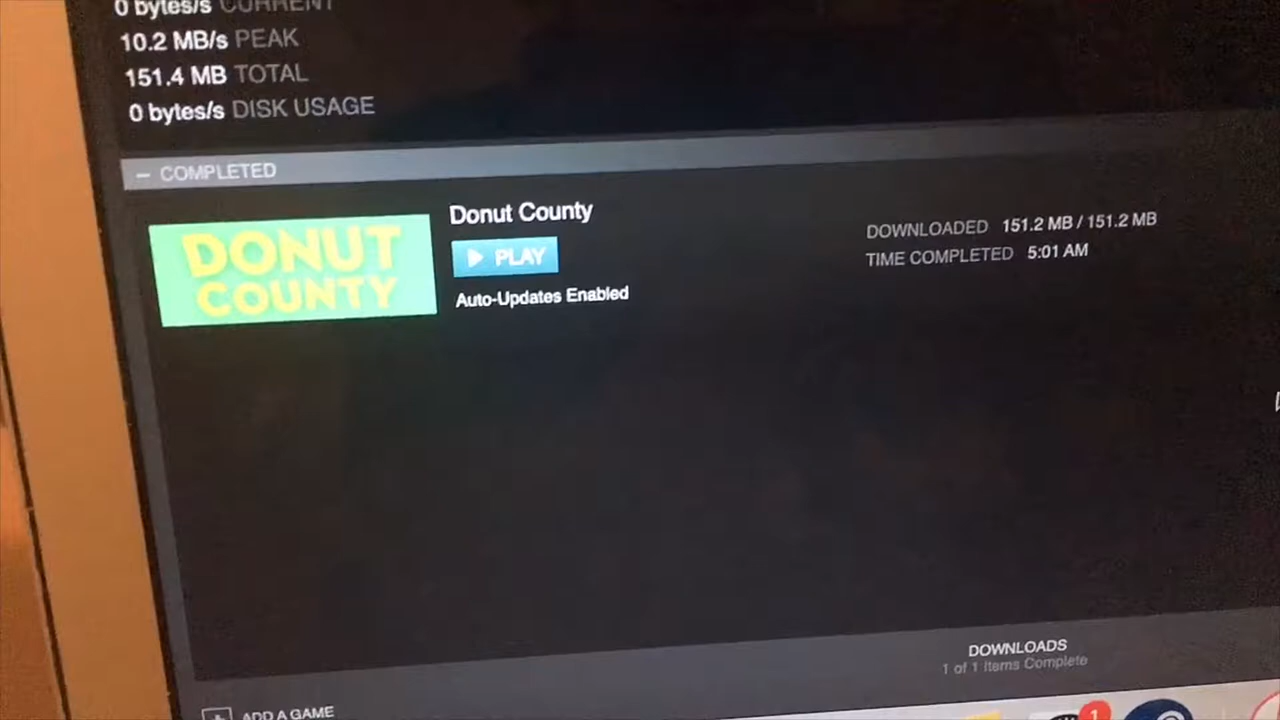 0 bytes/s CURRENT
10.2 MB/s PEAK
151.4 MB TOTAL
0 bytes/s DISK USAGE
– COMPLETED
DONUT
COUNTY
Donut County
PLAY
Auto-Updates Enabled
DOWNLOADED 151.2 MB / 151.2 MB
TIME COMPLETED 5:01 AM
DOWNLOADS
1 of 1 Items Complete
+ ADD A GAME
1